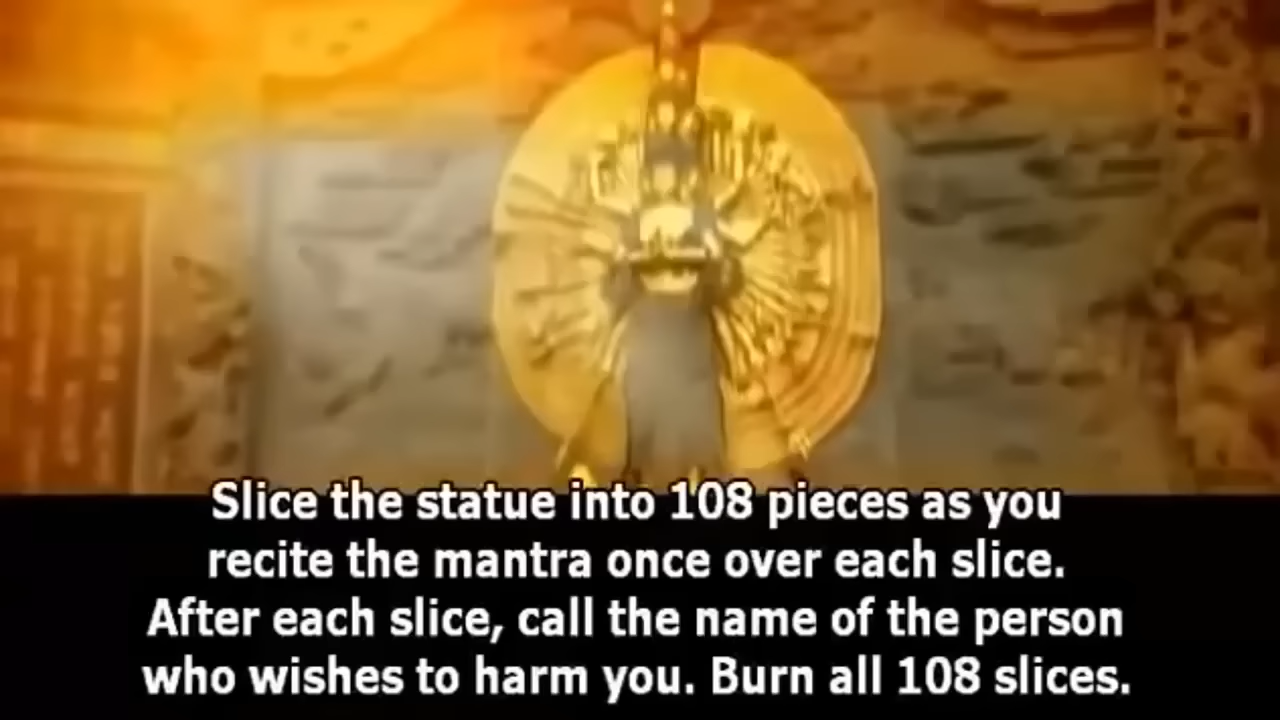 Slice the statue into 108 pieces as you
recite the mantra once over each slice.
After each slice, call the name of the person
who wishes to harm you. Burn all 108 slices.